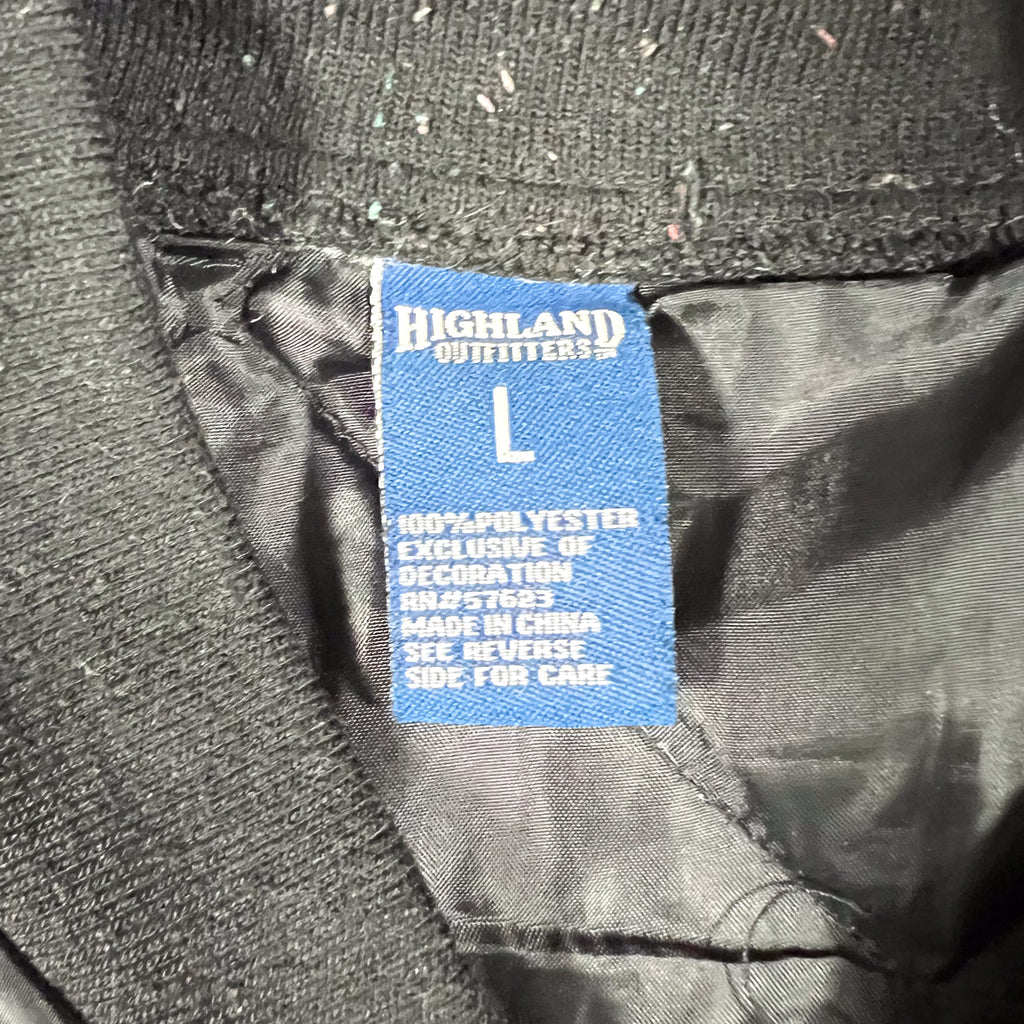 HIGHLAND
OUTFITTERS
L
100%POLYESTER
EXCLUSIVE OF
DECORATION
RN#57623
MADE IN CHINA
SEE REVERSE
SIDE FOR CARE